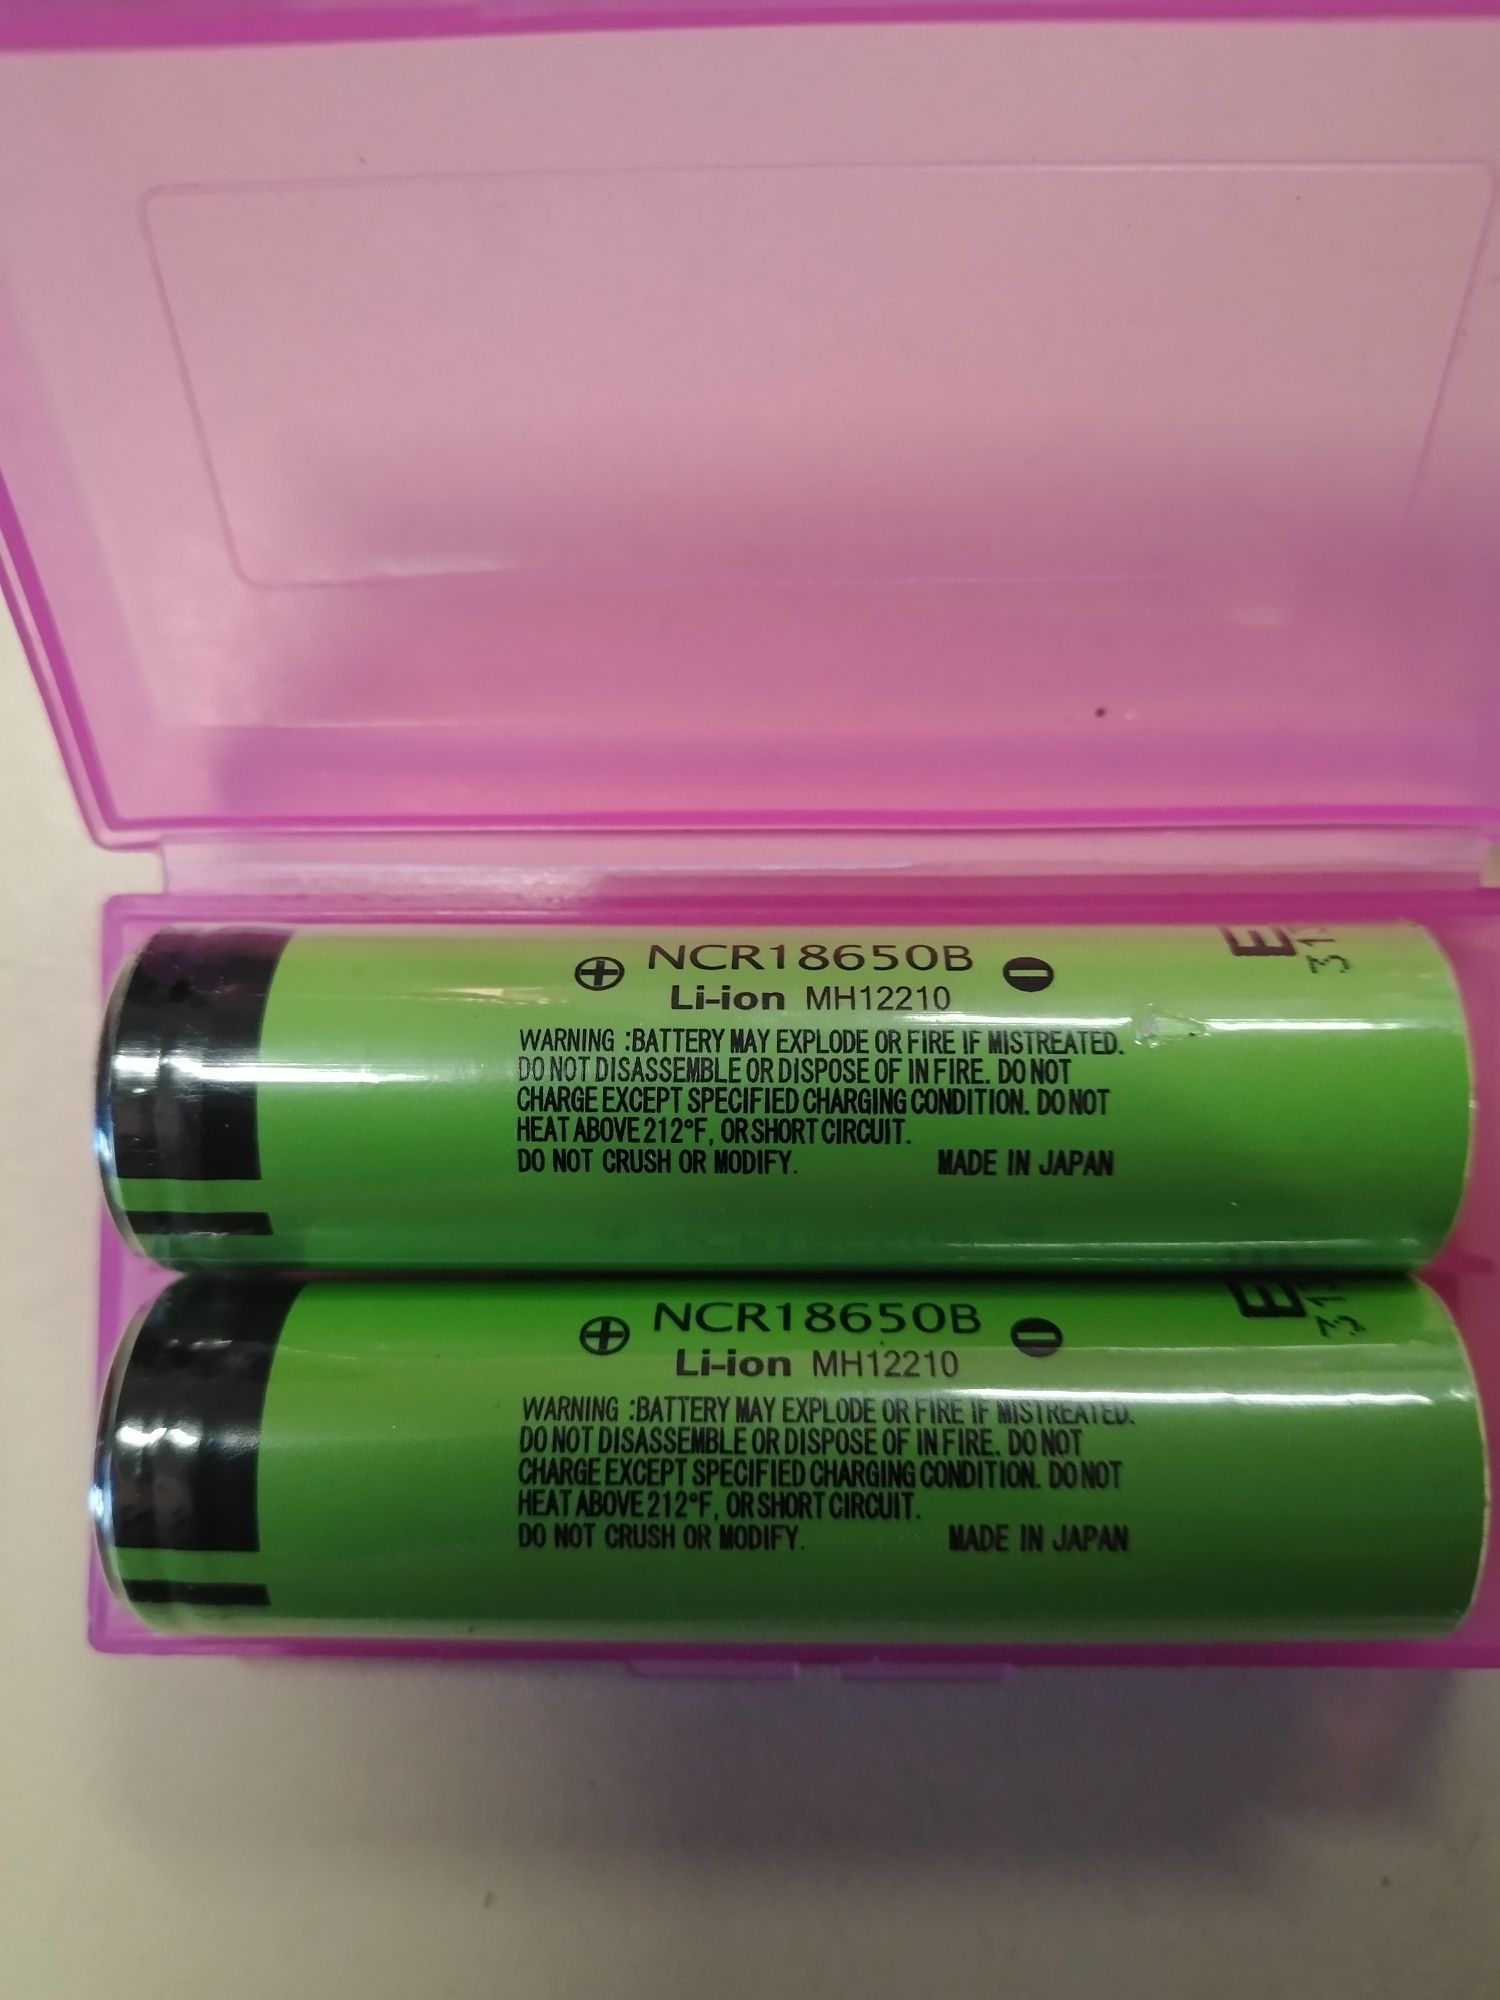 NCR18650B
Li-ion MH12210
WARNING :BATTERY MAY EXPLODE OR FIRE IF MISTREATED.
DO NOT DISASSEMBLE OR DISPOSE OF IN FIRE. DO NOT
CHARGE EXCEPT SPECIFIED CHARGING CONDITION. DO NOT
HEAT ABOVE 212°F, OR SHORT CIRCUIT.
DO NOT CRUSH OR MODIFY. MADE IN JAPAN
NCR18650B
Li-ion MH12210
WARNING :BATTERY MAY EXPLODE OR FIRE IF MISTREATED.
DO NOT DISASSEMBLE OR DISPOSE OF IN FIRE. DO NOT
CHARGE EXCEPT SPECIFIED CHARGING CONDITION. DO NOT
HEAT ABOVE 212°F, OR SHORT CIRCUIT.
DO NOT CRUSH OR MODIFY. MADE IN JAPAN